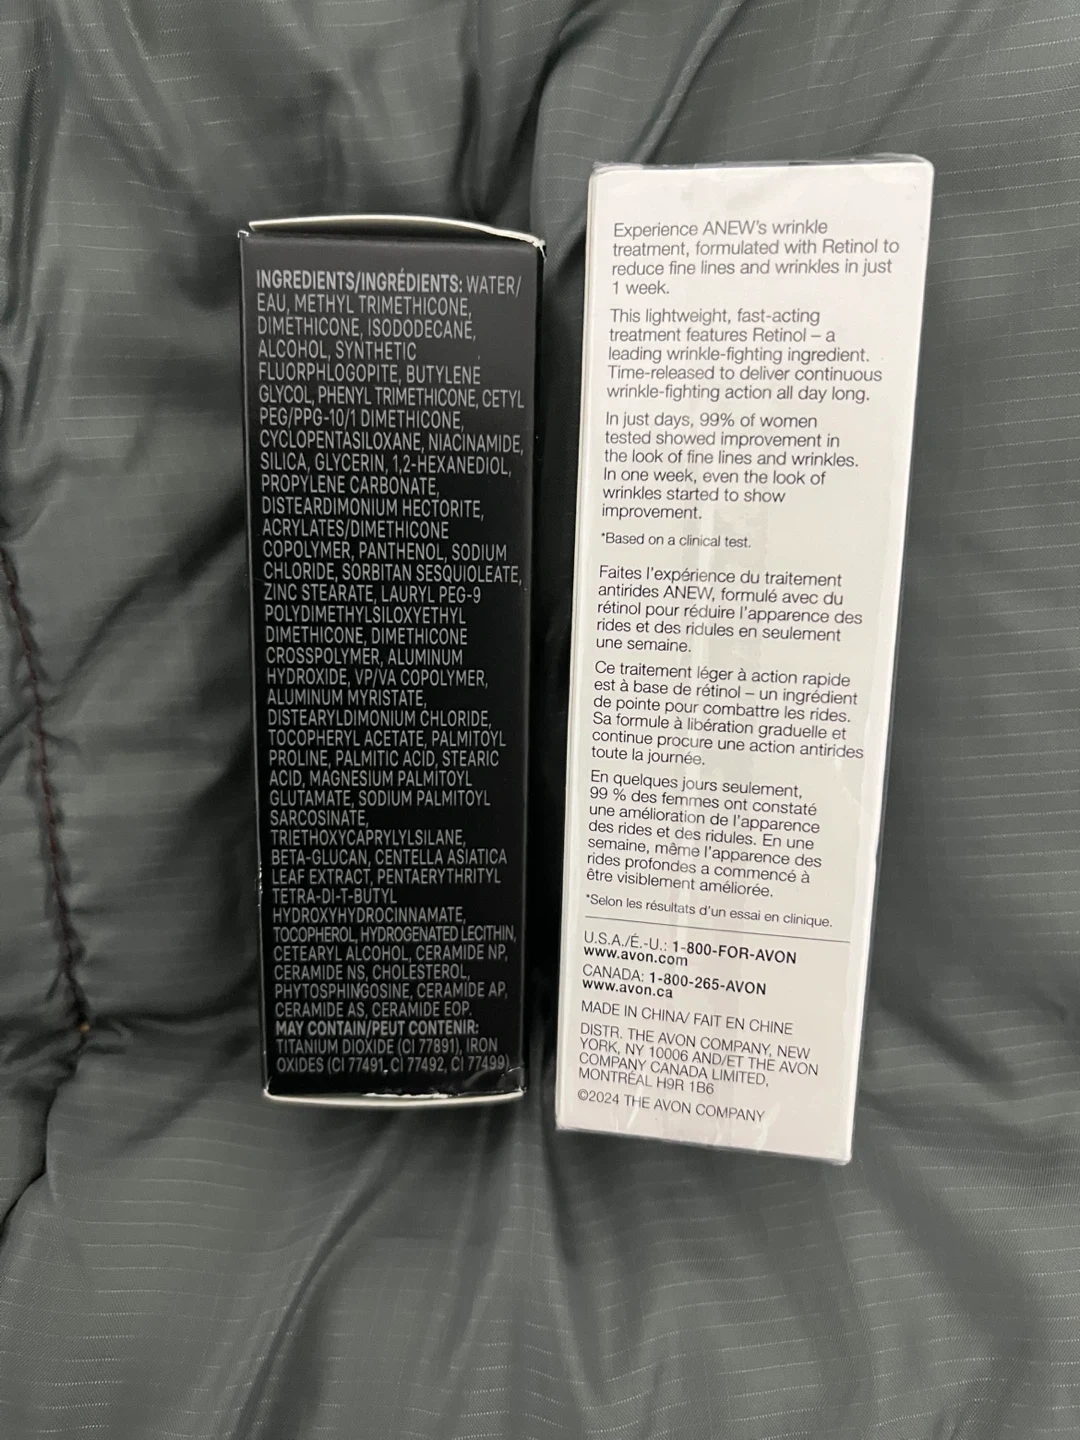 INGREDIENTS/INGRÉDIENTS: WATER/
EAU, METHYL TRIMETHICONE,
DIMETHICONE, ISODODECANE,
ALCOHOL, SYNTHETIC
FLUORPHLOGOPITE, BUTYLENE
GLYCOL, PHENYL TRIMETHICONE, CETYL
PEG/PPG-10/1 DIMETHICONE,
CYCLOPENTASILOXANE, NIACINAMIDE,
SILICA, GLYCERIN, 1,2-HEXANEDIOL,
PROPYLENE CARBONATE,
DISTEARDIMONIUM HECTORITE,
ACRYLATES/DIMETHICONE
COPOLYMER, PANTHENOL, SODIUM
CHLORIDE, SORBITAN SESQUIOLEATE,
ZINC STEARATE, LAURYL PEG-9
POLYDIMETHYLSILOXYETHYL
DIMETHICONE, DIMETHICONE
CROSSPOLYMER, ALUMINUM
HYDROXIDE, VP/VA COPOLYMER,
ALUMINUM MYRISTATE,
DISTEARYLDIMONIUM CHLORIDE,
TOCOPHERYL ACETATE, PALMITOYL
PROLINE, PALMITIC ACID, STEARIC
ACID, MAGNESIUM PALMITOYL
GLUTAMATE, SODIUM PALMITOYL
SARCOSINATE,
TRIETHOXYCAPRYLYLSILANE,
BETA-GLUCAN, CENTELLA ASIATICA
LEAF EXTRACT, PENTAERYTHRITYL
TETRA-DI-T-BUTYL
HYDROXYHYDROCINNAMATE,
TOCOPHEROL, HYDROGENATED LECITHIN,
CETEARYL ALCOHOL, CERAMIDE NP,
CERAMIDE NS, CHOLESTEROL,
PHYTOSPHINGOSINE, CERAMIDE AP,
CERAMIDE AS, CERAMIDE EOP.
MAY CONTAIN/PEUT CONTENIR:
TITANIUM DIOXIDE (CI 77891), IRON
OXIDES (CI 77491, CI 77492, CI 77499)
Experience ANEW's wrinkle
treatment, formulated with Retinol to
reduce fine lines and wrinkles in just
1 week.
This lightweight, fast-acting
treatment features Retinol – a
leading wrinkle-fighting ingredient.
Time-released to deliver continuous
wrinkle-fighting action all day long.
In just days, 99% of women
tested showed improvement in
the look of fine lines and wrinkles.
In one week, even the look of
wrinkles started to show
improvement.
*Based on a clinical test.
Faites l'expérience du traitement
antirides ANEW, formulé avec du
rétinol pour réduire l'apparence des
rides et des ridules en seulement
une semaine.
Ce traitement léger à action rapide
est à base de rétinol – un ingrédient
de pointe pour combattre les rides.
Sa formule à libération graduelle et
continue procure une action antirides
toute la journée.
En quelques jours seulement,
99 % des femmes ont constaté
une amélioration de l'apparence
des rides et des ridules. En une
semaine, même l'apparence des
rides profondes a commencé à
être visiblement améliorée.
*Selon les résultats d'un essai en clinique.
U.S.A./É.-U.: 1-800-FOR-AVON
www.avon.com
CANADA: 1-800-265-AVON
www.avon.ca
MADE IN CHINA/ FAIT EN CHINE
DISTR. THE AVON COMPANY, NEW
YORK, NY 10006 AND/ET THE AVON
COMPANY CANADA LIMITED,
MONTRÉAL H9R 1B6
©2024 THE AVON COMPANY